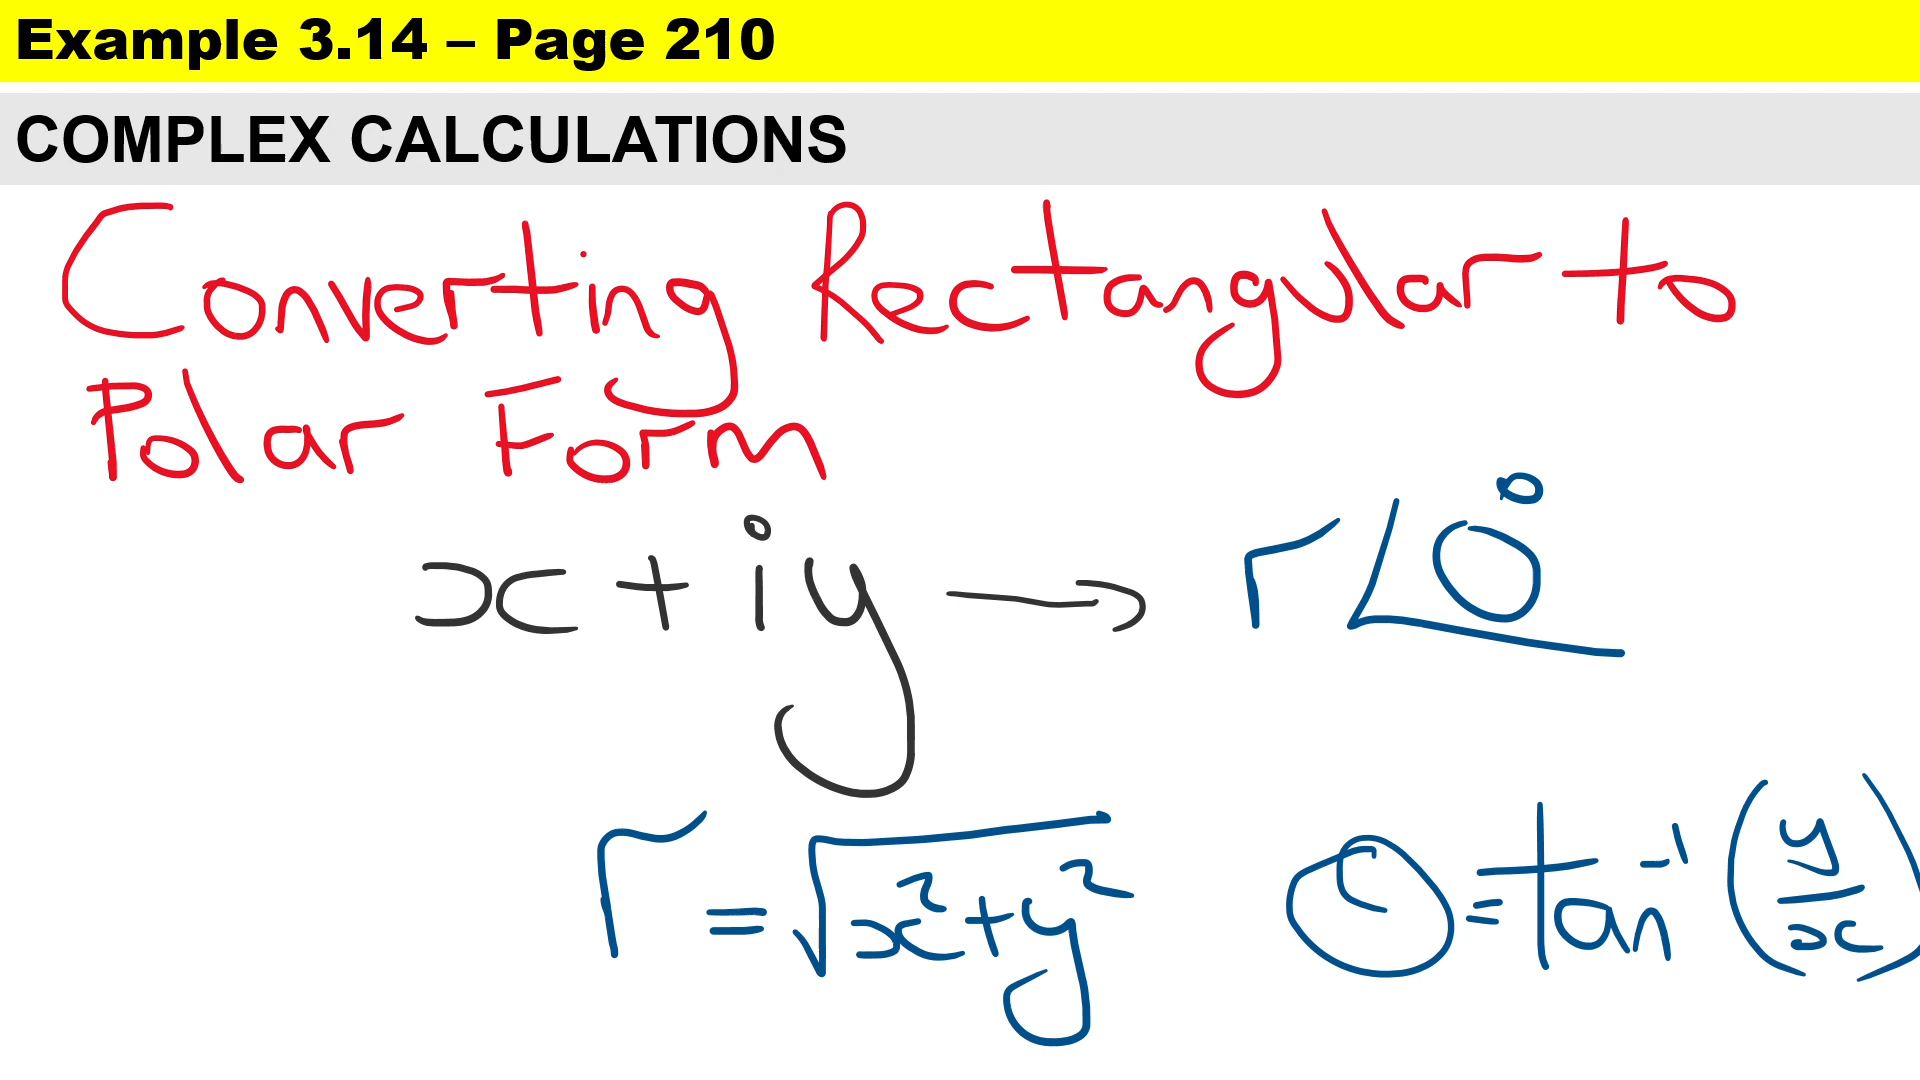 Example 3.14 – Page 210
COMPLEX CALCULATIONS
Converting Rectangular to
Polar Form
x + iy → r∠θ°
r = √x²+y² θ = tan⁻¹(y/x)